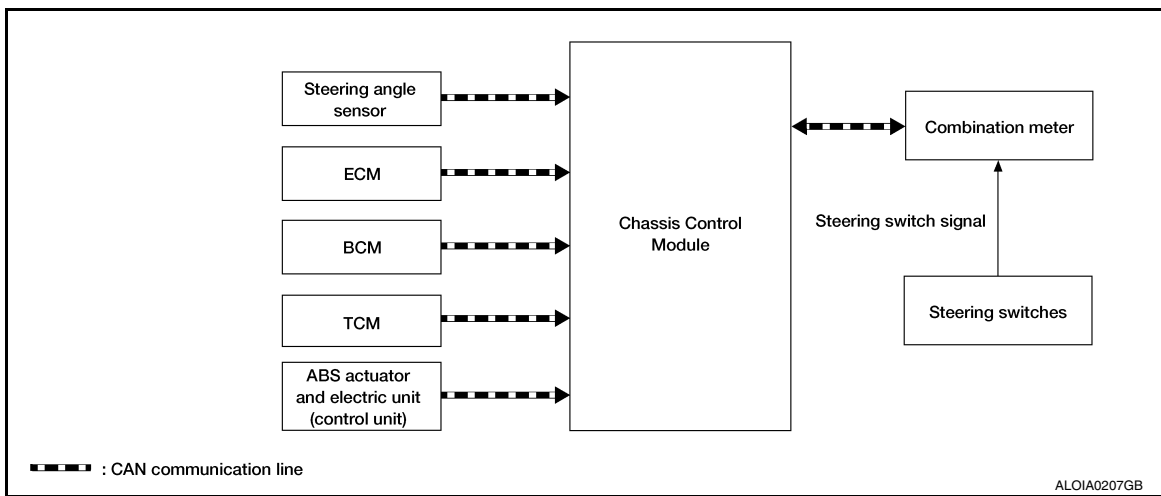 Steering angle
sensor
ECM
BCM
TCM
ABS actuator
and electric unit
(control unit)
Chassis Control
Module
Combination meter
Steering switch signal
Steering switches
: CAN communication line
ALOIA0207GB